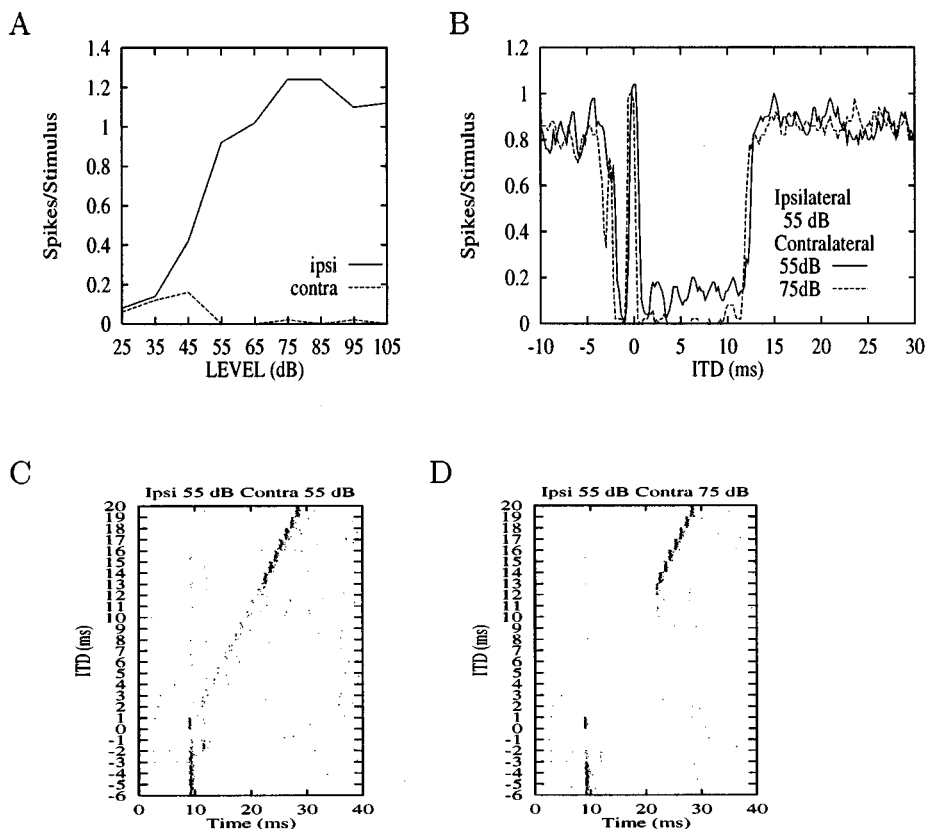 A
Spikes/Stimulus
1.4
1.2
1
0.8
0.6
0.4
0.2
0
25 35 45 55 65 75 85 95 105
LEVEL (dB)
ipsi
contra
B
Spikes/Stimulus
1.2
1
0.8
0.6
0.4
0.2
0
-10 -5 0 5 10 15 20 25 30
ITD (ms)
Ipsilateral
55 dB
Contralateral
55dB
75dB
C
Ipsi 55 dB Contra 55 dB
ITD (ms)
20
19
18
17
16
15
14
13
12
11
10
9
8
7
6
5
4
3
2
1
0
-1
-2
-3
-4
-5
-6
0 10 20 30 40
Time (ms)
D
Ipsi 55 dB Contra 75 dB
ITD (ms)
20
19
18
17
16
15
14
13
12
11
10
9
8
7
6
5
4
3
2
1
0
-1
-2
-3
-4
-5
-6
0 10 20 30 40
Time (ms)